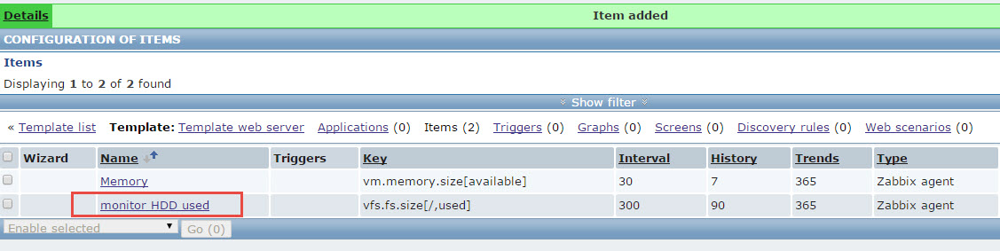 Details Item added
CONFIGURATION OF ITEMS
Items
Displaying 1 to 2 of 2 found
Show filter
« Template list Template: Template web server Applications (0) Items (2) Triggers (0) Graphs (0) Screens (0) Discovery rules (0) Web scenarios (0)
Wizard Name Triggers Key Interval History Trends Type
Memory vm.memory.size[available] 30 7 365 Zabbix agent
monitor HDD used vfs.fs.size[/,used] 300 90 365 Zabbix agent
Enable selected Go (0)